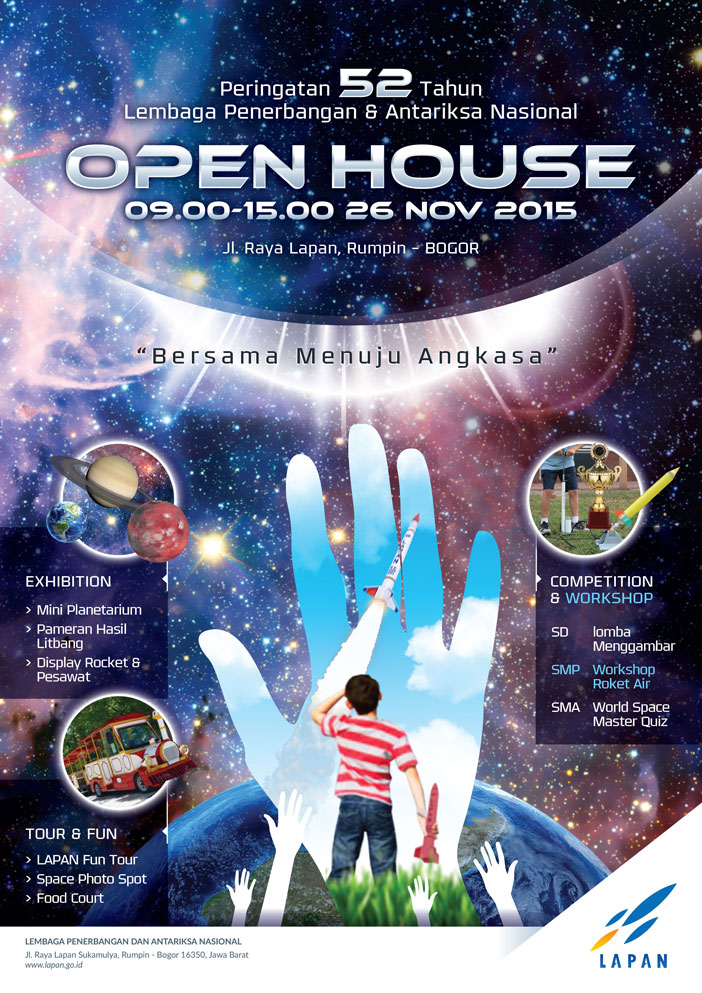 Peringatan 52 Tahun
Lembaga Penerbangan & Antariksa Nasional
OPEN HOUSE
09.00-15.00 26 NOV 2015
Jl. Raya Lapan, Rumpin - BOGOR
“Bersama Menuju Angkasa”
EXHIBITION
> Mini Planetarium
> Pameran Hasil
Litbang
> Display Rocket &
Pesawat
COMPETITION
& WORKSHOP
SD lomba
Menggambar
SMP Workshop
Roket Air
SMA World Space
Master Quiz
TOUR & FUN
> LAPAN Fun Tour
> Space Photo Spot
> Food Court
LEMBAGA PENERBANGAN DAN ANTARIKSA NASIONAL
Jl. Raya Lapan Sukamulya, Rumpin - Bogor 16350, Jawa Barat
www.lapan.go.id
LAPAN